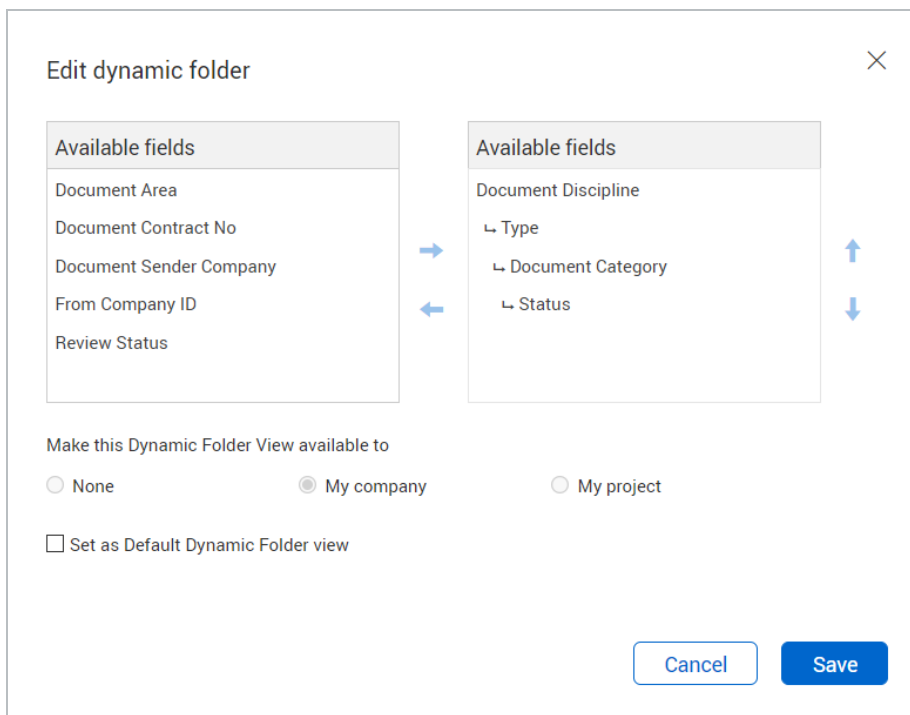 Edit dynamic folder
Available fields
Document Area
Document Contract No
Document Sender Company
From Company ID
Review Status
Available fields
Document Discipline
Type
Document Category
Status
Make this Dynamic Folder View available to
None
My company
My project
Set as Default Dynamic Folder view
Cancel
Save